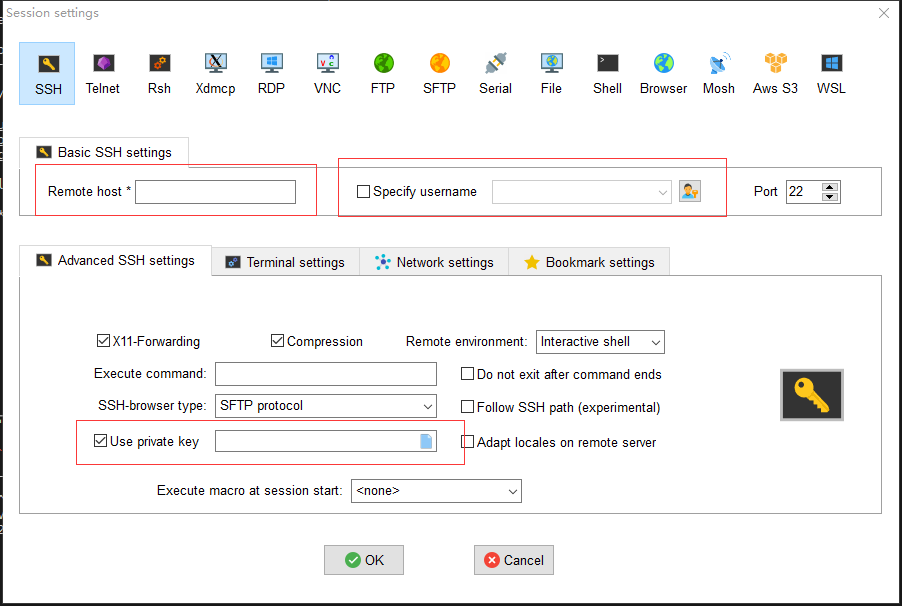 Session settings
SSH Telnet Rsh Xdmcp RDP VNC FTP SFTP Serial File Shell Browser Mosh Aws S3 WSL
Basic SSH settings
Remote host * Specify username Port 22
Advanced SSH settings Terminal settings Network settings Bookmark settings
X11-Forwarding Compression Remote environment: Interactive shell
Execute command: Do not exit after command ends
SSH-browser type: SFTP protocol Follow SSH path (experimental)
Use private key Adapt locales on remote server
Execute macro at session start: <none>
OK Cancel